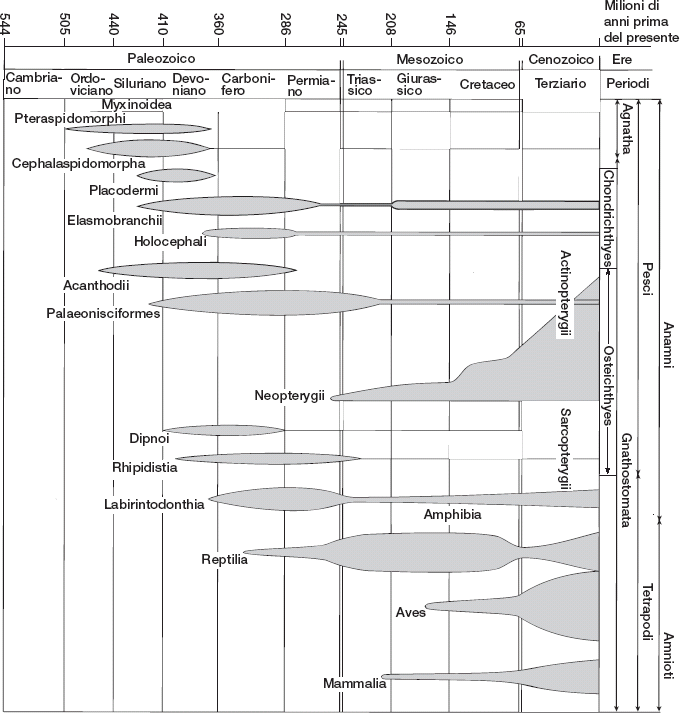 544
505
440
410
360
286
245
208
146
65
Milioni di
anni prima
del presente
Paleozoico
Mesozoico
Cenozoico
Ere
Cambria-
no
Ordo-
viciano
Siluriano
Devo-
niano
Carboni-
fero
Permia-
no
Trias-
sico
Giuras-
sico
Cretaceo
Terziario
Periodi
Myxinoidea
Pteraspidomorphi
Cephalaspidomorpha
Placodermi
Elasmobranchii
Holocephali
Acanthodii
Palaeonisciformes
Neopterygii
Dipnoi
Rhipidistia
Labirintodonthia
Amphibia
Reptilia
Aves
Mammalia
Actinopterygii
Sarcopterygii
Agnatha
Chondrichthyes
Osteichthyes
Gnathostomata
Pesci
Tetrapodi
Anamni
Amnioti